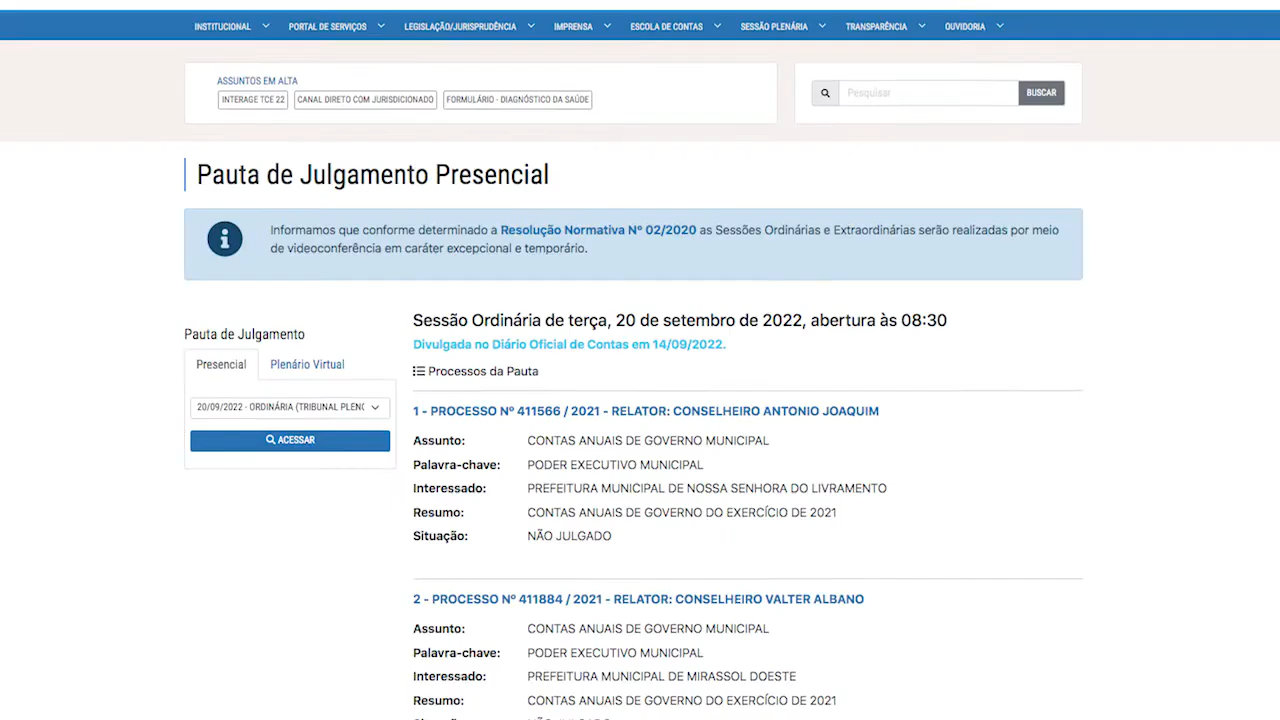 INSTITUCIONAL PORTAL DE SERVIÇOS LEGISLAÇÃO/JURISPRUDÊNCIA IMPRENSA ESCOLA DE CONTAS SESSÃO PLENÁRIA TRANSPARÊNCIA OUVIDORIA
ASSUNTOS EM ALTA
INTERAGE TCE 22 CANAL DIRETO COM JURISDICIONADO FORMULÁRIO - DIAGNÓSTICO DA SAÚDE
Pesquisar BUSCAR
Pauta de Julgamento Presencial
Informamos que conforme determinado a Resolução Normativa Nº 02/2020 as Sessões Ordinárias e Extraordinárias serão realizadas por meio
de videoconferência em caráter excepcional e temporário.
Pauta de Julgamento
Presencial Plenário Virtual
20/09/2022 - ORDINÁRIA (TRIBUNAL PLENO
ACESSAR
Sessão Ordinária de terça, 20 de setembro de 2022, abertura às 08:30
Divulgada no Diário Oficial de Contas em 14/09/2022.
Processos da Pauta
1 - PROCESSO Nº 411566 / 2021 - RELATOR: CONSELHEIRO ANTONIO JOAQUIM
Assunto: CONTAS ANUAIS DE GOVERNO MUNICIPAL
Palavra-chave: PODER EXECUTIVO MUNICIPAL
Interessado: PREFEITURA MUNICIPAL DE NOSSA SENHORA DO LIVRAMENTO
Resumo: CONTAS ANUAIS DE GOVERNO DO EXERCÍCIO DE 2021
Situação: NÃO JULGADO
2 - PROCESSO Nº 411884 / 2021 - RELATOR: CONSELHEIRO VALTER ALBANO
Assunto: CONTAS ANUAIS DE GOVERNO MUNICIPAL
Palavra-chave: PODER EXECUTIVO MUNICIPAL
Interessado: PREFEITURA MUNICIPAL DE MIRASSOL DOESTE
Resumo: CONTAS ANUAIS DE GOVERNO DO EXERCÍCIO DE 2021